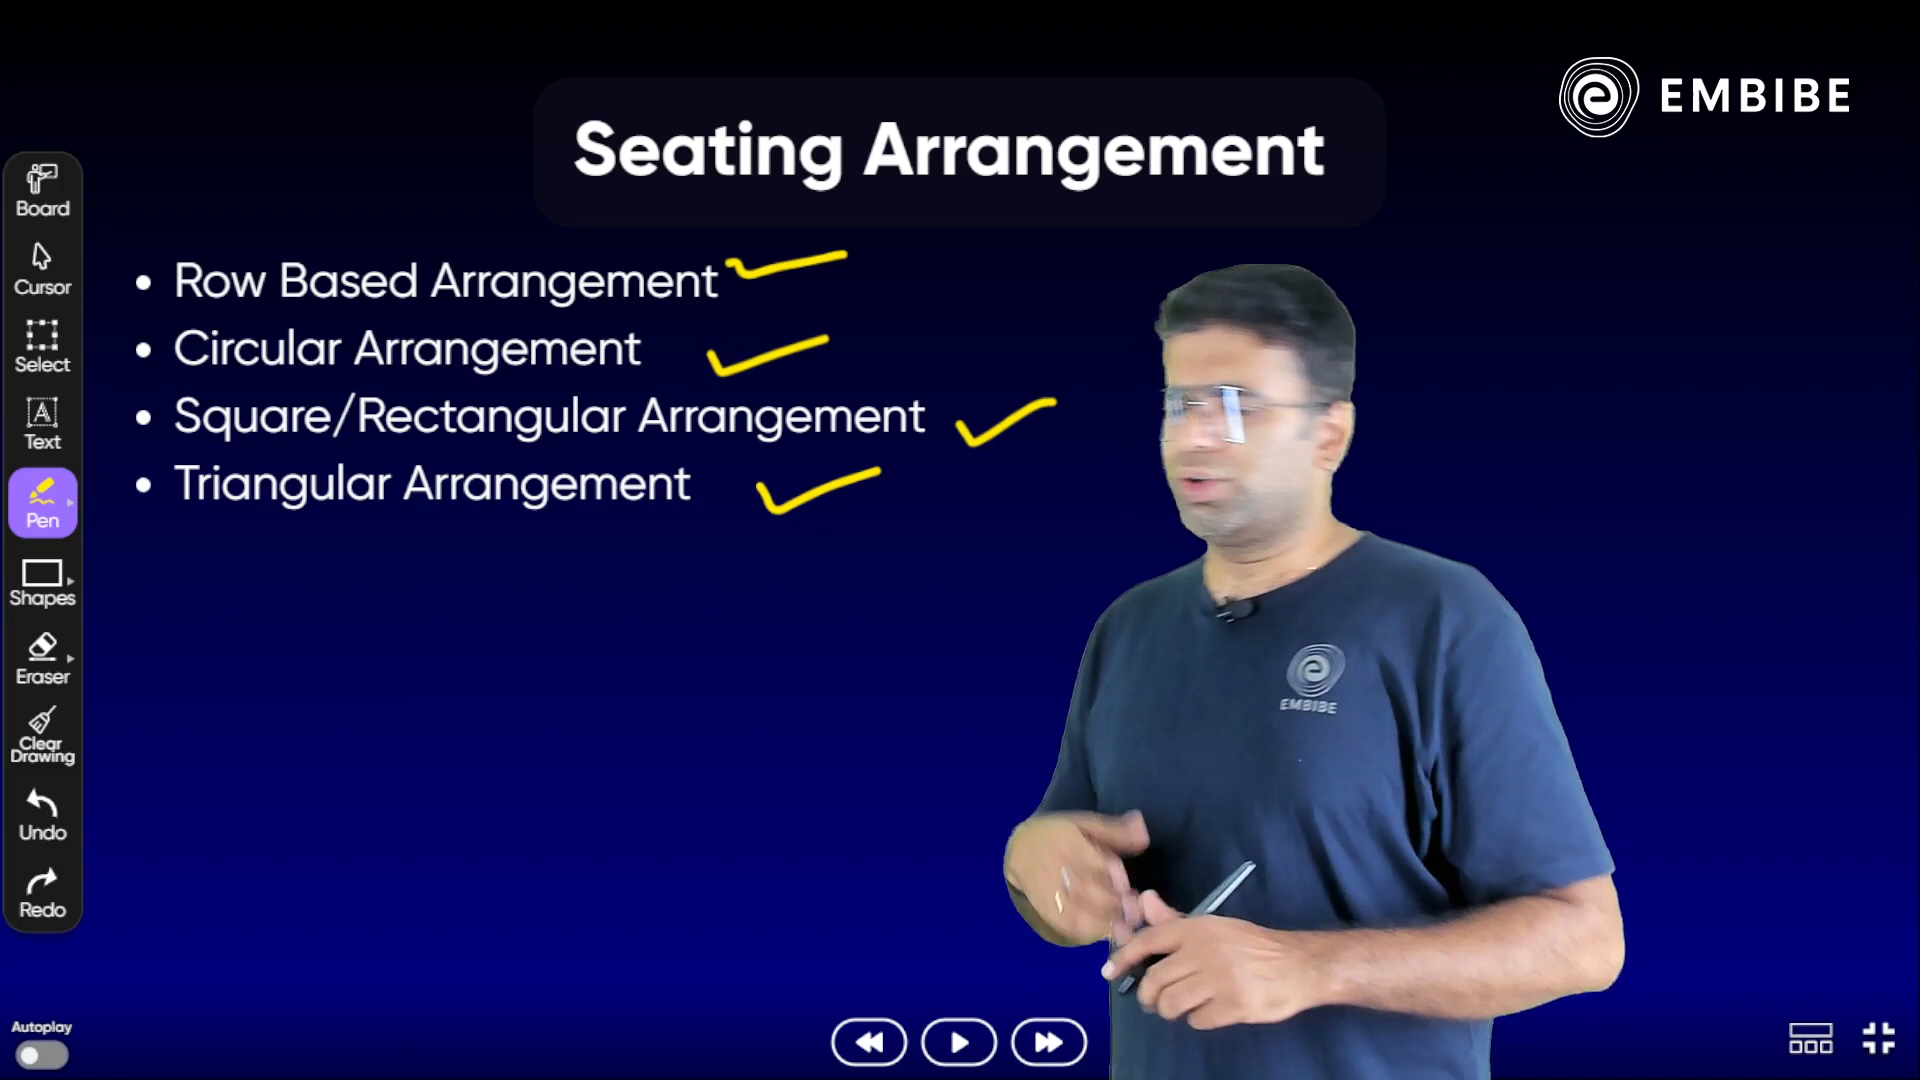 EMBIBE
Seating Arrangement
• Row Based Arrangement
• Circular Arrangement
• Square/Rectangular Arrangement
• Triangular Arrangement
Board
Cursor
Select
A
Text
Pen
Shapes
Eraser
Clear
Drawing
Undo
Redo
Autoplay
EMBIBE